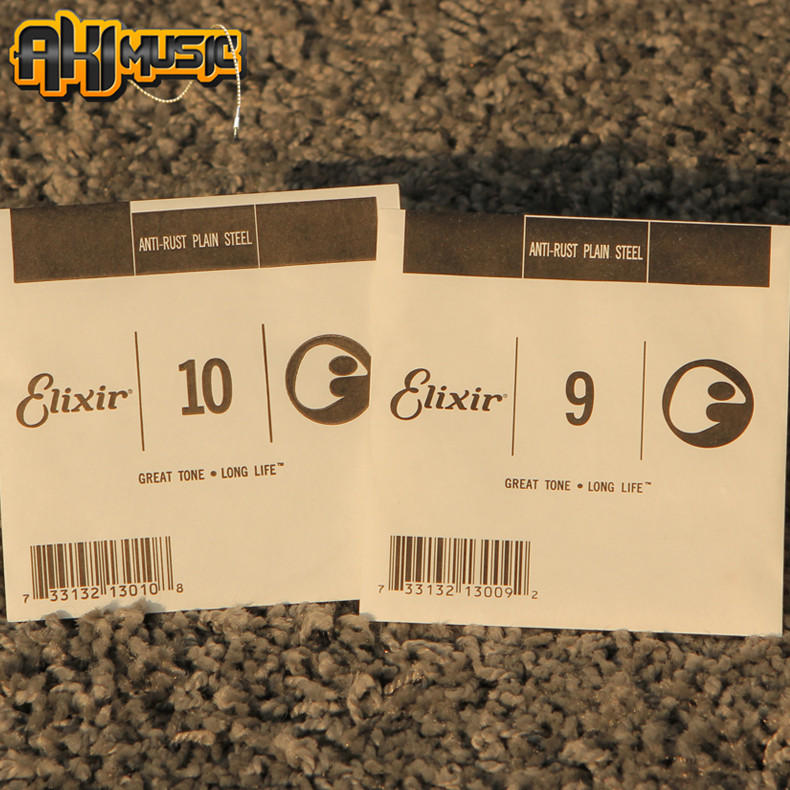 AKI MUSIC
ANTI-RUST PLAIN STEEL
Elixir®
10
GREAT TONE • LONG LIFE™
7 33132 13010 8
ANTI-RUST PLAIN STEEL
Elixir®
9
GREAT TONE • LONG LIFE™
7 33132 13009 2